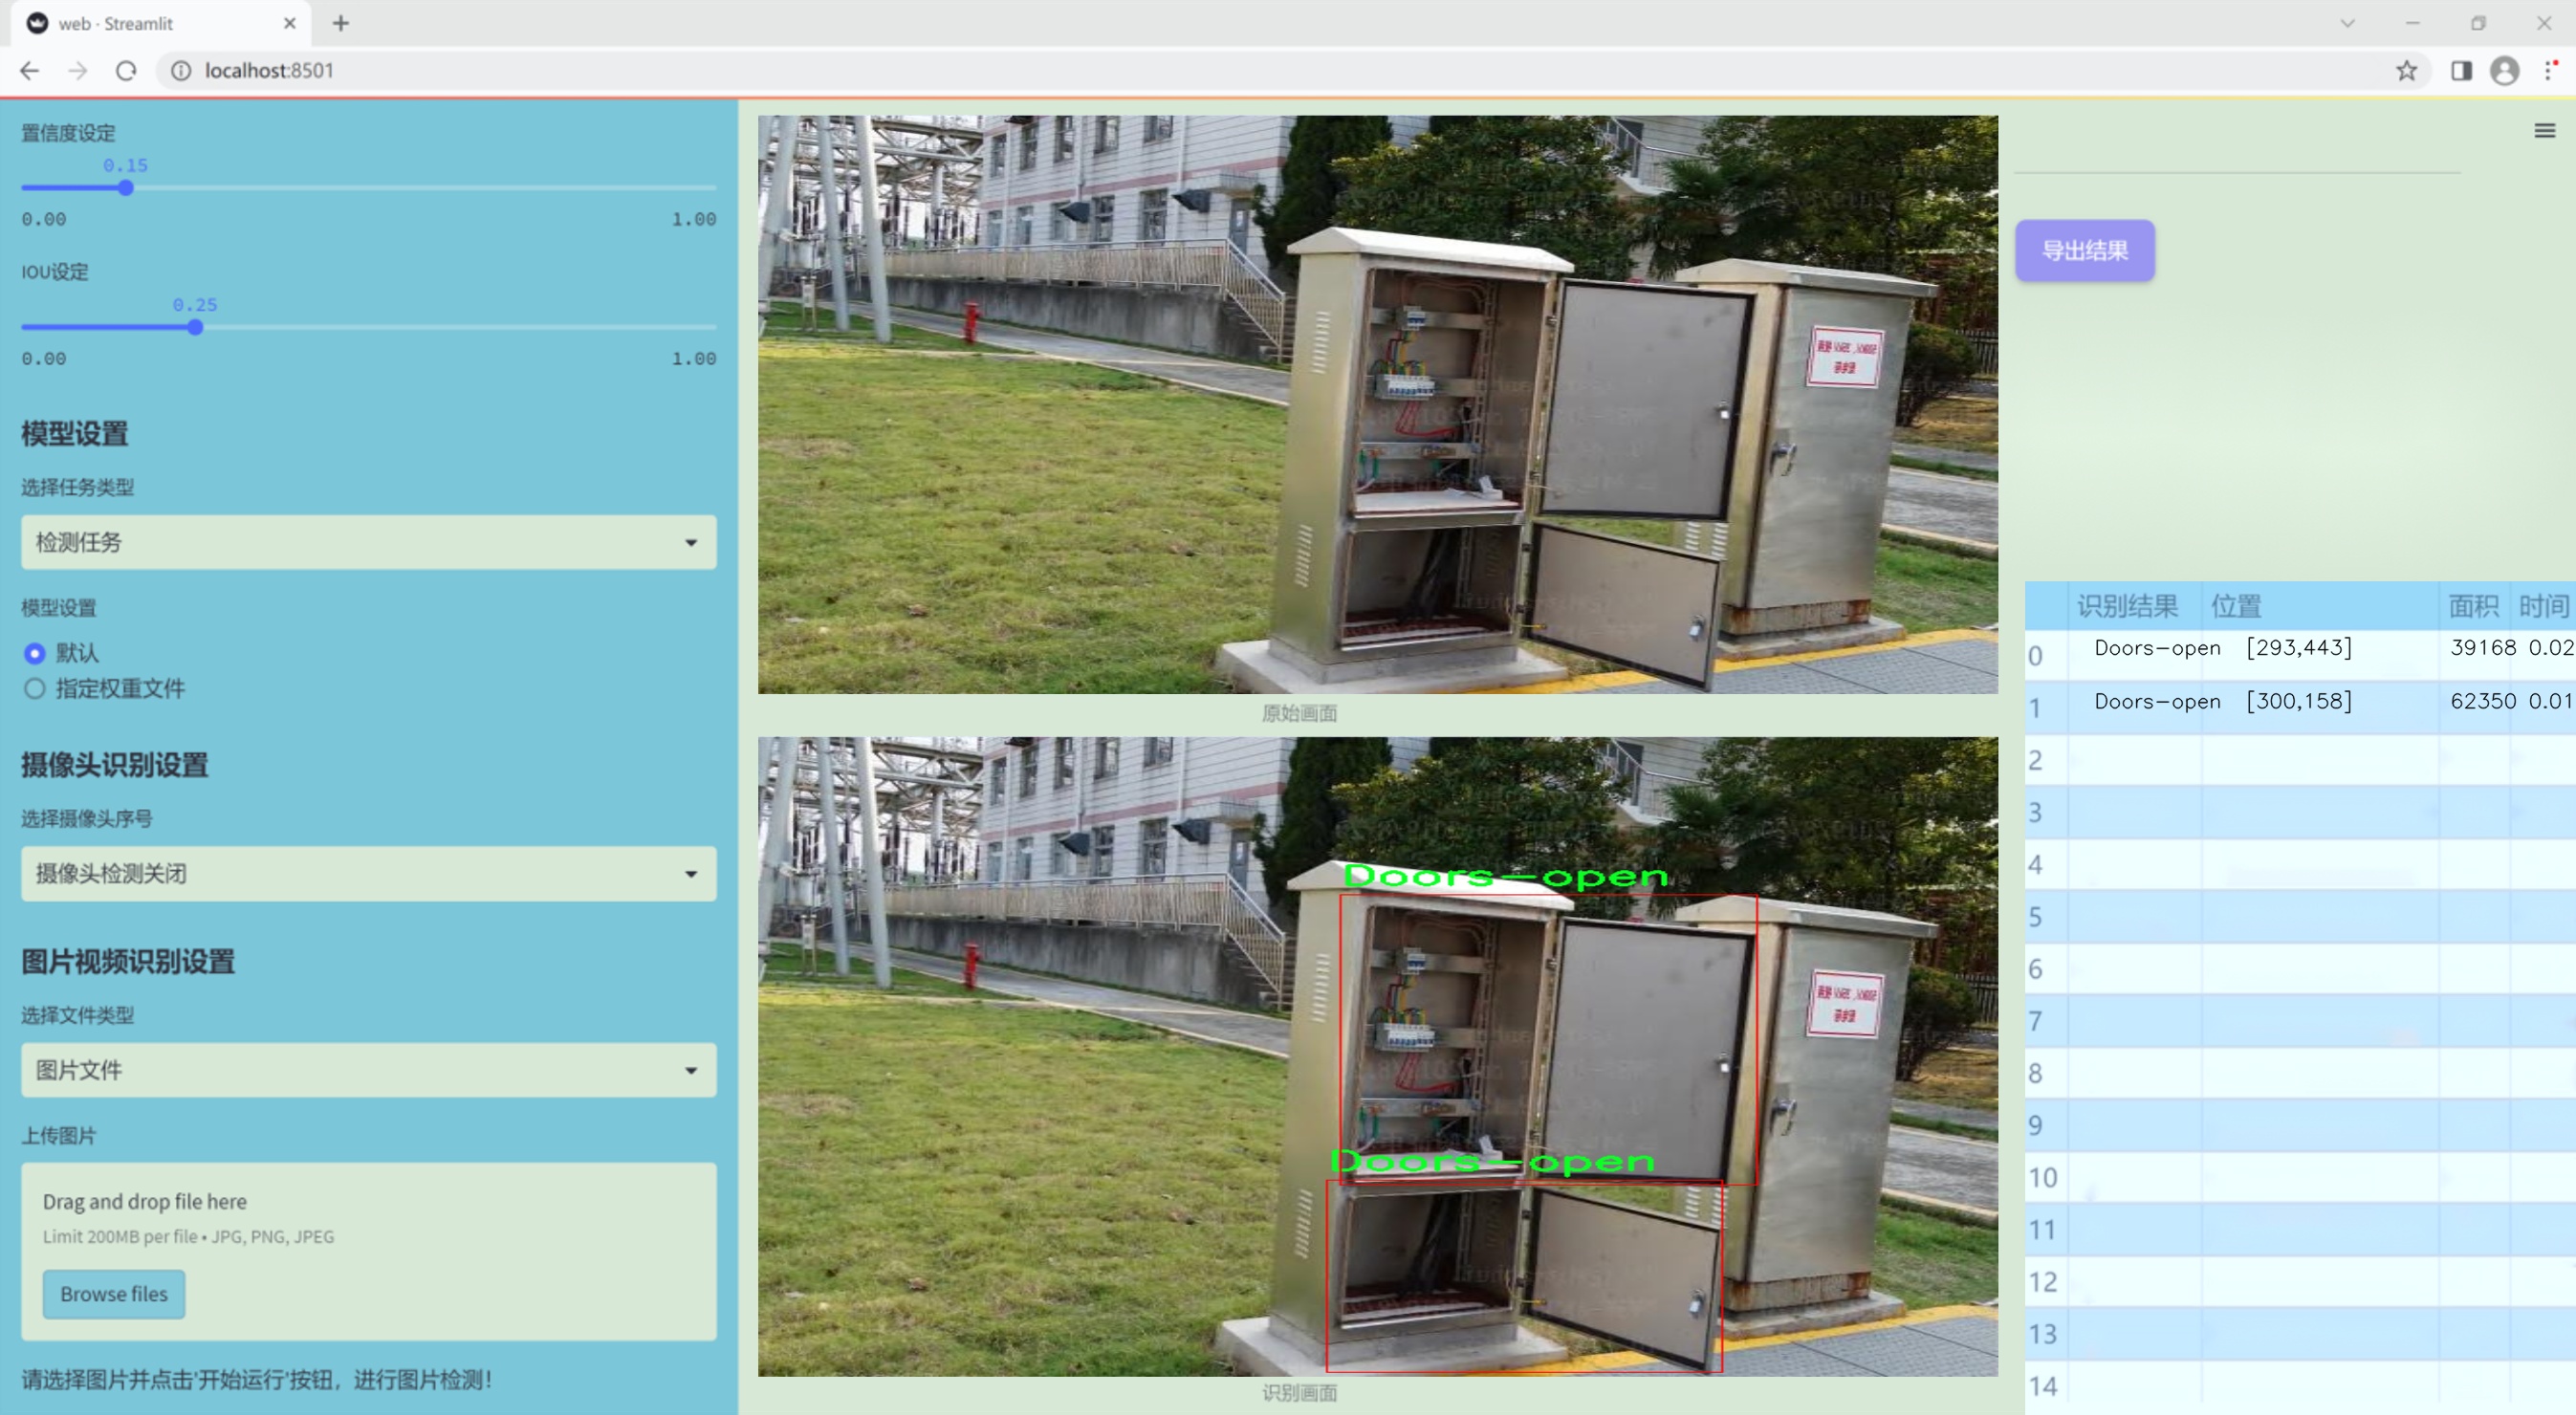 web · Streamlit
localhost:8501
置信度设定
0.15
0.00 1.00
IOU设定
0.25
0.00 1.00
模型设置
选择任务类型
检测任务
模型设置
默认
指定权重文件
摄像头识别设置
选择摄像头序号
摄像头检测关闭
图片视频识别设置
选择文件类型
图片文件
上传图片
Drag and drop file here
Limit 200MB per file • JPG, PNG, JPEG
Browse files
请选择图片并点击'开始运行'按钮，进行图片检测！
原始画面
Doors-open
Doors-open
识别画面
导出结果
识别结果 位置 面积 时间
0 Doors-open [293,443] 39168 0.02
1 Doors-open [300,158] 62350 0.01
2
3
4
5
6
7
8
9
10
11
12
13
14